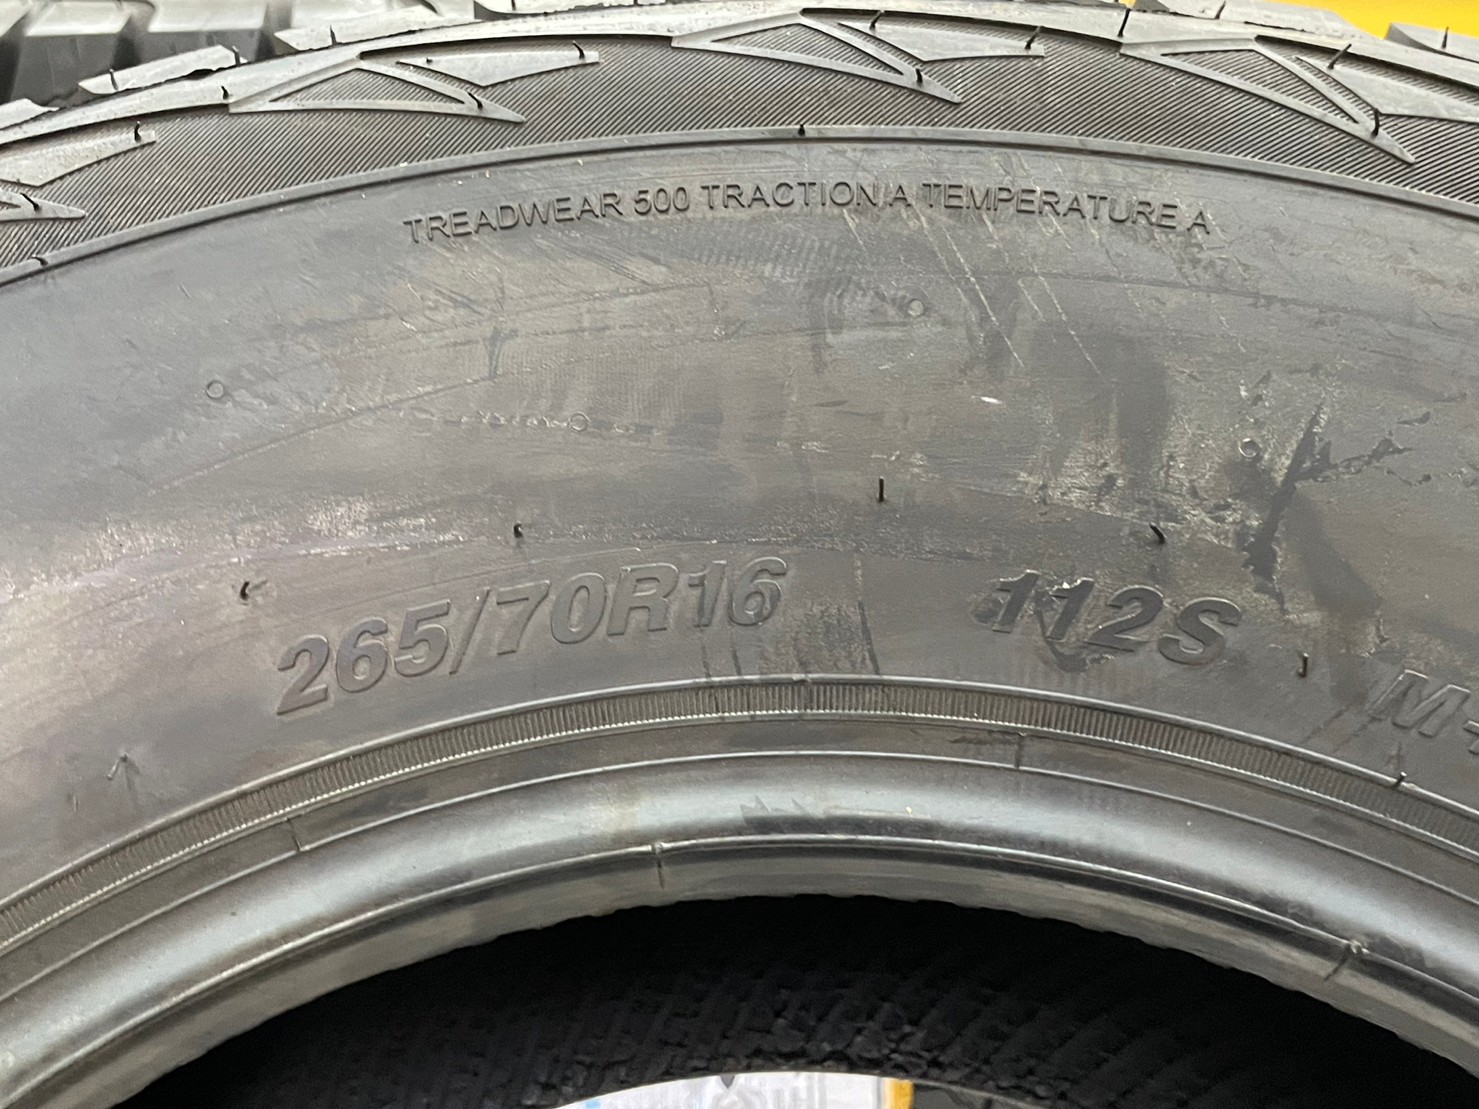 TREADWEAR 500 TRACTION A TEMPERATURE A
265/70R16 112S M+